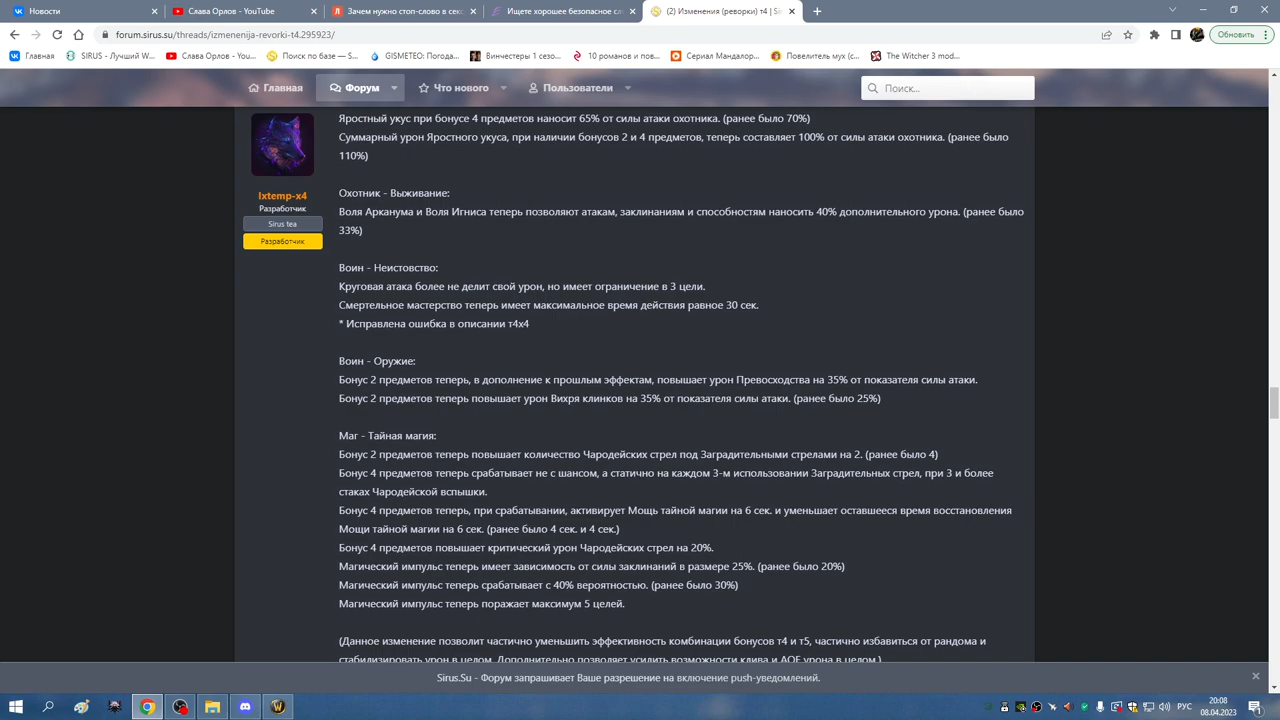 Новости
Слава Орлов - YouTube
Зачем нужно стоп-слово в секс
Ищете хорошее безопасное сло
(2) Изменения (реворки) т4 | Si
forum.sirus.su/threads/izmenenija-revorki-t4.295923/
Обновить
Главная
SIRUS - Лучший W...
Слава Орлов - You...
Поиск по базе — S...
GISMETEO: Погода...
Винчестеры 1 сезо...
10 романов и пов...
Сериал Мандалор...
Повелитель мух (с...
The Witcher 3 mod...
Главная
Форум
Что нового
Пользователи
Поиск...
Яростный укус при бонусе 4 предметов наносит 65% от силы атаки охотника. (ранее было 70%)
Суммарный урон Яростного укуса, при наличии бонусов 2 и 4 предметов, теперь составляет 100% от силы атаки охотника. (ранее было
110%)
Ixtemp-x4
Разработчик
Sirus tea
Разработчик
Охотник - Выживание:
Воля Арканума и Воля Игниса теперь позволяют атакам, заклинаниям и способностям наносить 40% дополнительного урона. (ранее было
33%)
Воин - Неистовство:
Круговая атака более не делит свой урон, но имеет ограничение в 3 цели.
Смертельное мастерство теперь имеет максимальное время действия равное 30 сек.
* Исправлена ошибка в описании т4х4
Воин - Оружие:
Бонус 2 предметов теперь, в дополнение к прошлым эффектам, повышает урон Превосходства на 35% от показателя силы атаки.
Бонус 2 предметов теперь повышает урон Вихря клинков на 35% от показателя силы атаки. (ранее было 25%)
Маг - Тайная магия:
Бонус 2 предметов теперь повышает количество Чародейских стрел под Заградительными стрелами на 2. (ранее было 4)
Бонус 4 предметов теперь срабатывает не с шансом, а статично на каждом 3-м использовании Заградительных стрел, при 3 и более
стаках Чародейской вспышки.
Бонус 4 предметов теперь, при срабатывании, активирует Мощь тайной магии на 6 сек. и уменьшает оставшееся время восстановления
Мощи тайной магии на 6 сек. (ранее было 4 сек. и 4 сек.)
Бонус 4 предметов повышает критический урон Чародейских стрел на 20%.
Магический импульс теперь имеет зависимость от силы заклинаний в размере 25%. (ранее было 20%)
Магический импульс теперь срабатывает с 40% вероятностью. (ранее было 30%)
Магический импульс теперь поражает максимум 5 целей.
(Данное изменение позволит частично уменьшить эффективность комбинации бонусов т4 и т5, частично избавиться от рандома и
стабилизировать урон в целом. Дополнительно позволяет усилить возможности клива и АОЕ урона в целом.)
Sirus.Su - Форум запрашивает Ваше разрешение на включение push-уведомлений.
РУС
20:08
08.04.2023
1